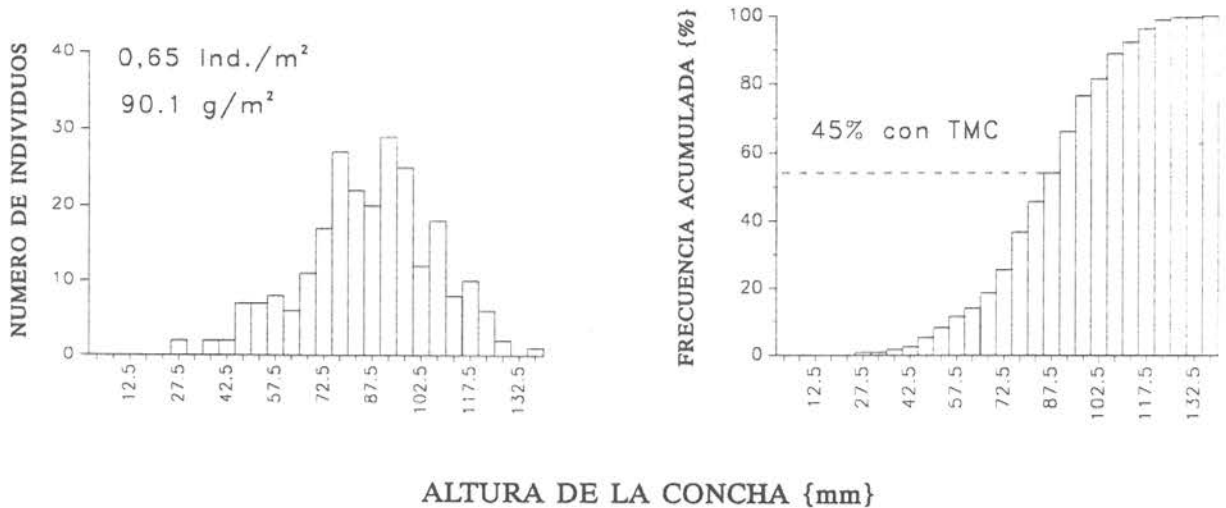 NUMERO DE INDIVIDUOS
40
30
20
10
0
0,65 Ind./m²
90.1 g/m²
12.5 27.5 42.5 57.5 72.5 87.5 102.5 117.5 132.5
FRECUENCIA ACUMULADA {%}
100
80
60
40
20
0
45% con TMC
12.5 27.5 42.5 57.5 72.5 87.5 102.5 117.5 132.5
ALTURA DE LA CONCHA {mm}